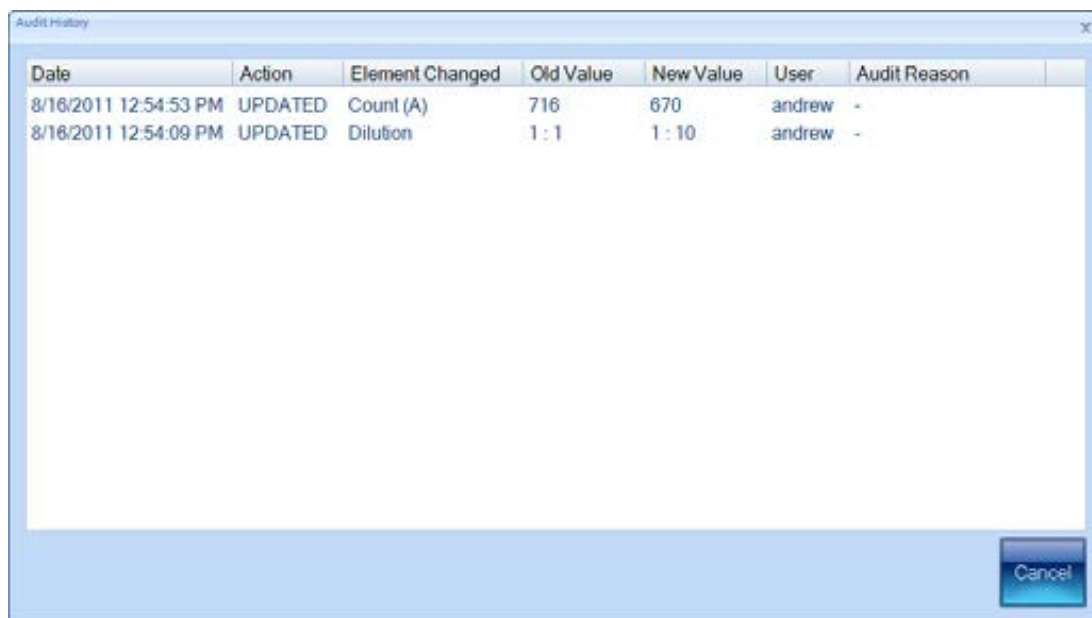 Audit History
x
Date Action Element Changed Old Value New Value User Audit Reason
8/16/2011 12:54:53 PM UPDATED Count (A) 716 670 andrew -
8/16/2011 12:54:09 PM UPDATED Dilution 1 : 1 1 : 10 andrew -
Cancel